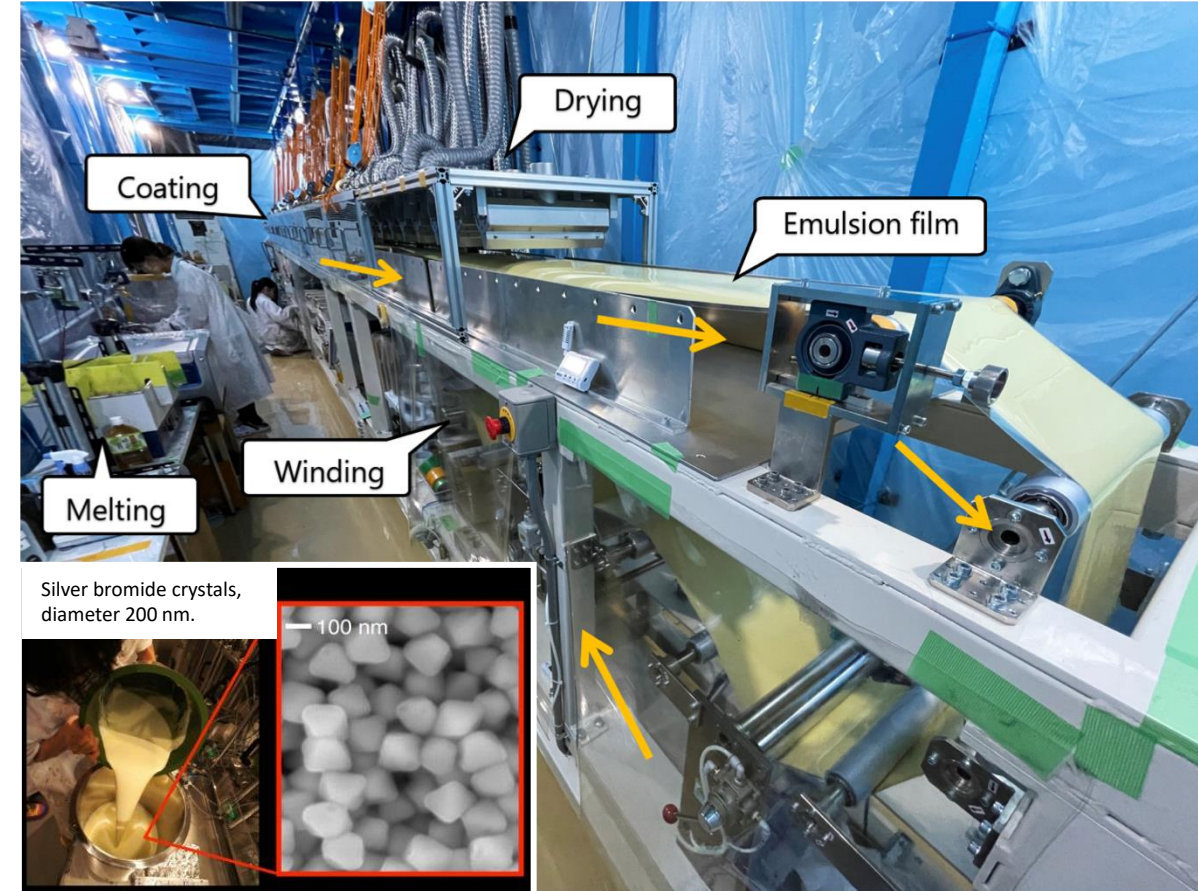 Drying
Coating
Emulsion film
Winding
Melting
Silver bromide crystals,
diameter 200 nm.
100 nm